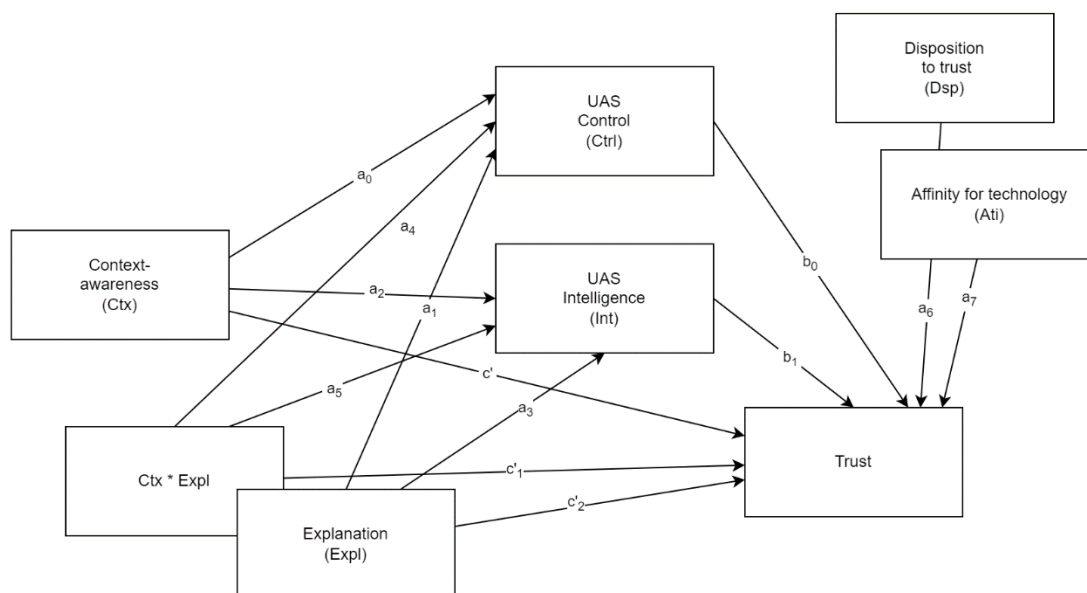 Disposition
to trust
(Dsp)
UAS
Control
(Ctrl)
Affinity for technology
(Ati)
a₀
a₄
Context-
awareness
(Ctx)
UAS
Intelligence
(Int)
b₀
a₂
a₁
a₆
a₇
b₁
c'
a₅
a₃
Trust
Ctx * Expl
c'₁
c'₂
Explanation
(Expl)